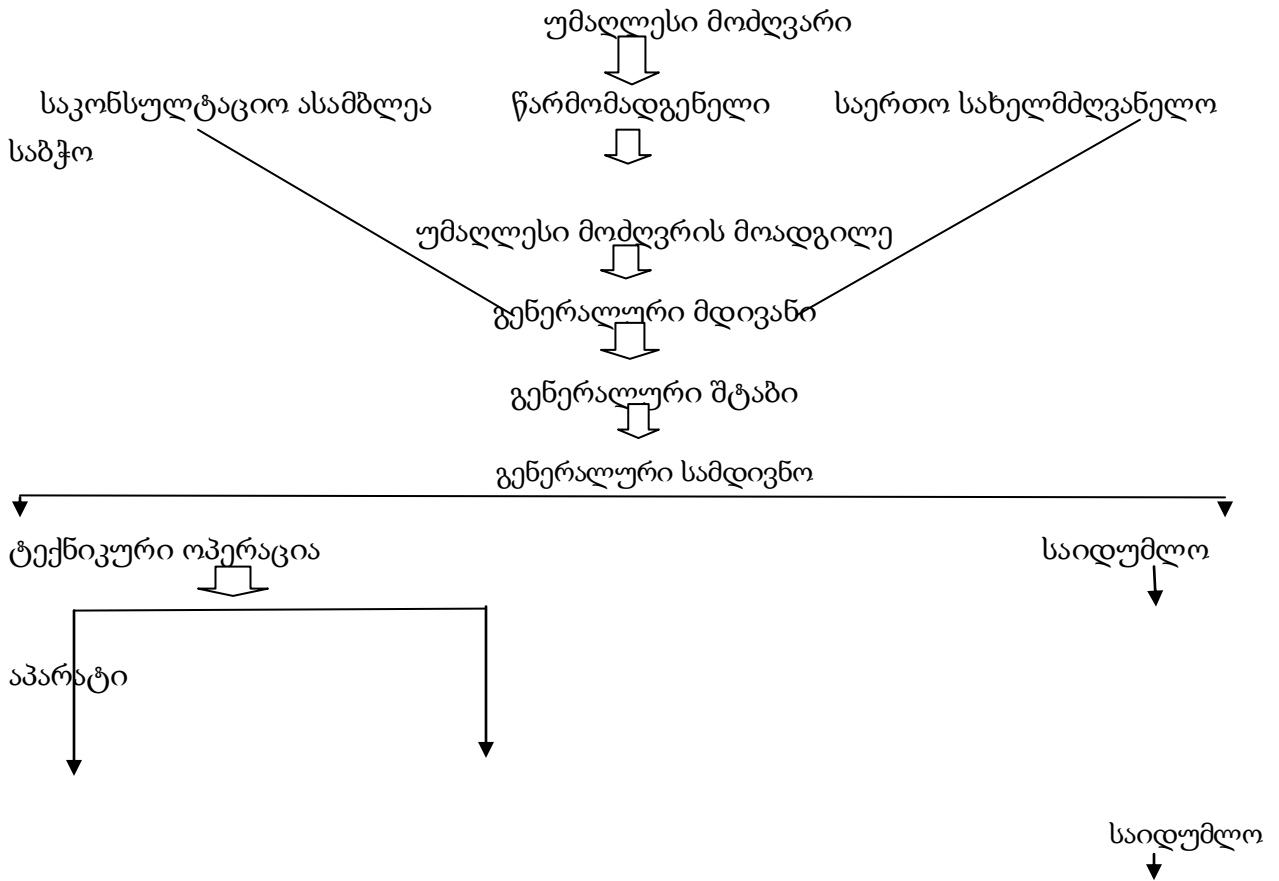 უმაღლესი მოძღვარი
საკონსულტაციო ასამბლეა წარმომადგენელი საერთო სახელმძღვანელო
საბჭო
უმაღლესი მოძღვრის მოადგილე
გენერალური მდივანი
გენერალური შტაბი
გენერალური სამდივნო
ტექნიკური ოპერაცია საიდუმლო
აპარატი
საიდუმლო